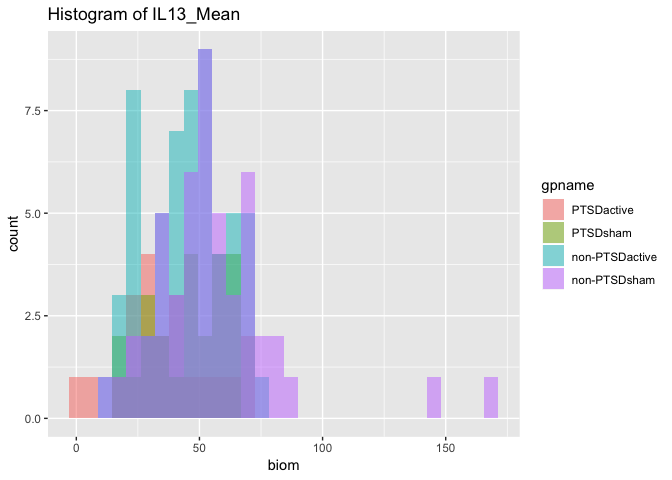 Histogram of IL13_Mean
7.5
5.0
2.5
0.0
count
0
50
100
150
biom
gpname
PTSDactive
PTSDsham
non-PTSDactive
non-PTSDsham